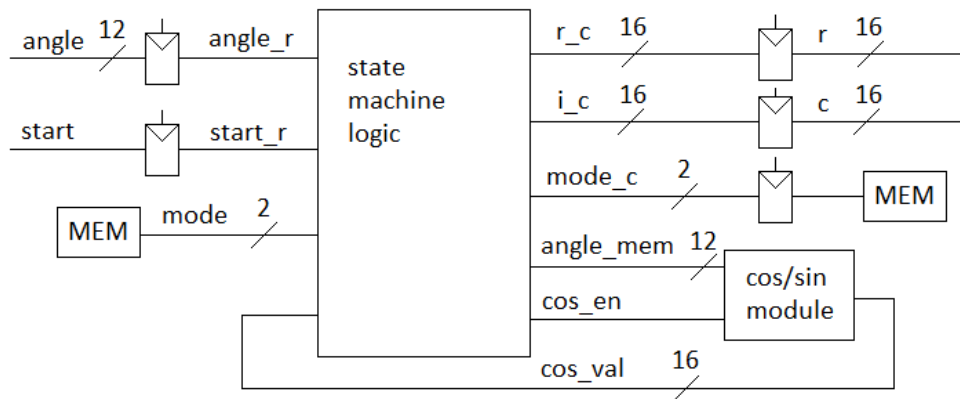 angle 12 angle_r
start start_r
MEM mode 2
state
machine
logic
r_c 16 r 16
i_c 16 c 16
mode_c 2 MEM
angle_mem 12
cos_en
cos/sin
module
cos_val 16